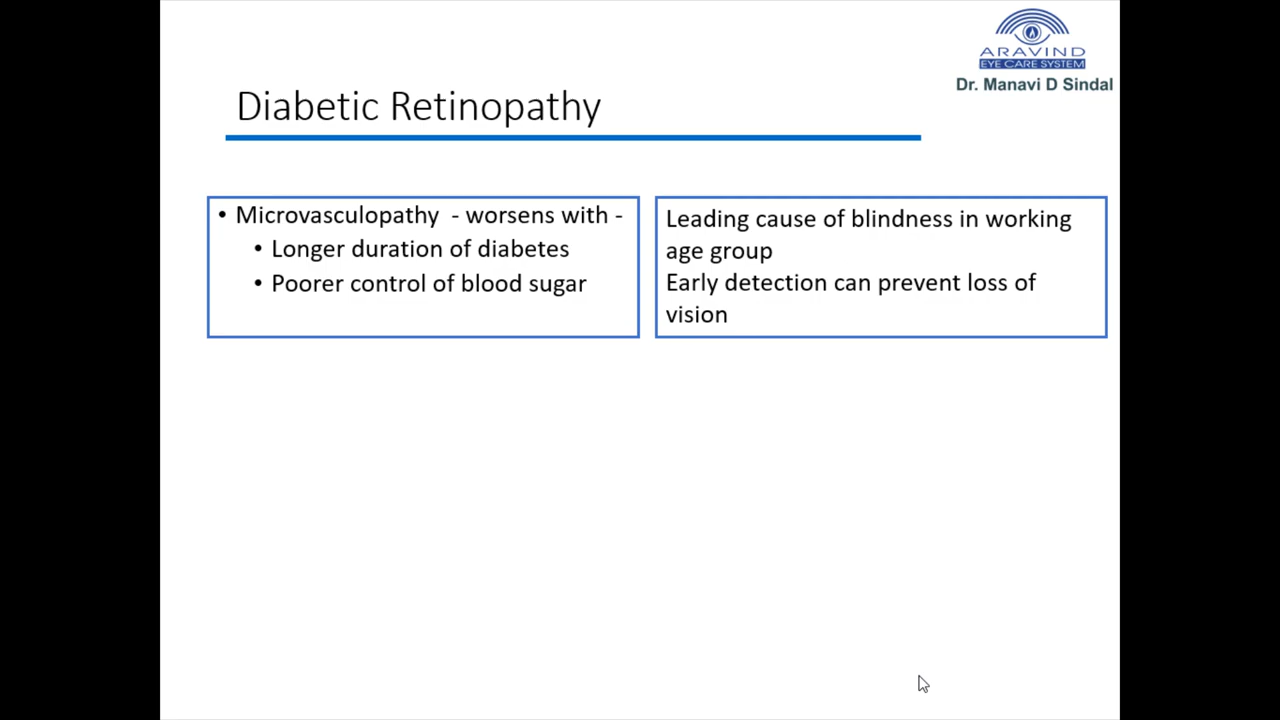 ARAVIND
EYE CARE SYSTEM
Dr. Manavi D Sindal
Diabetic Retinopathy
• Microvasculopathy - worsens with -
• Longer duration of diabetes
• Poorer control of blood sugar
Leading cause of blindness in working
age group
Early detection can prevent loss of
vision